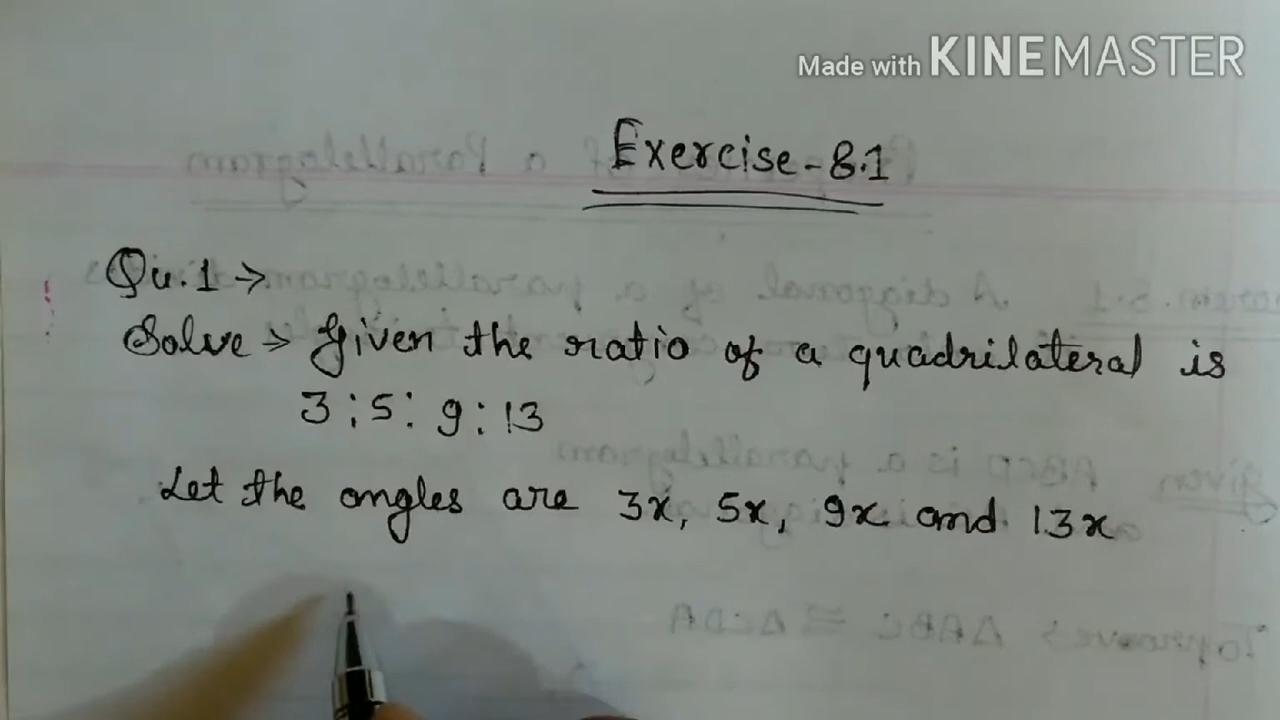 Made with KINEMASTER
Exercise-8.1
Qu.1→
Solve→ Given the ratio of a quadrilateral is
3:5:9:13
Let the angles are 3x, 5x, 9x and 13x